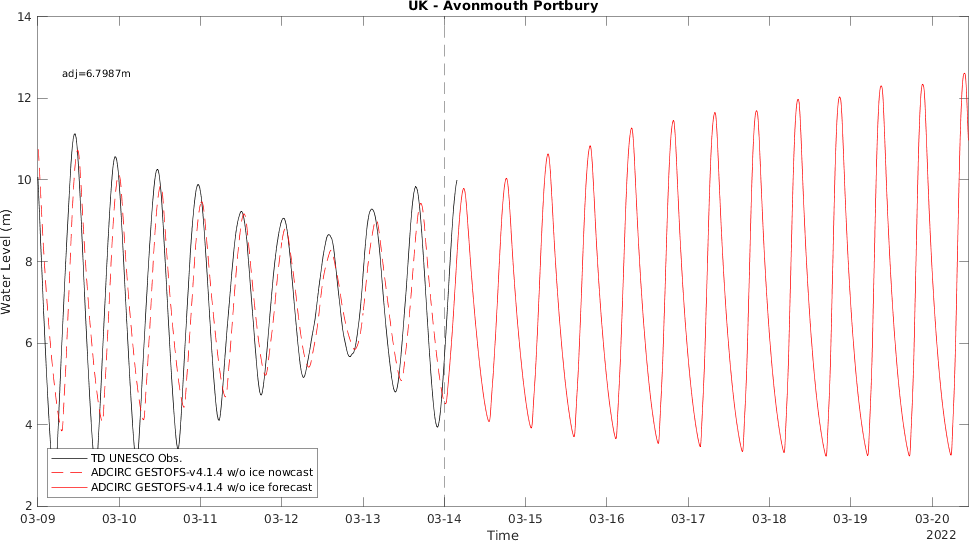 UK - Avonmouth Portbury
14
12
10
8
6
4
2
Water Level (m)
adj=6.7987m
TD UNESCO Obs.
ADCIRC GESTOFS-v4.1.4 w/o ice nowcast
ADCIRC GESTOFS-v4.1.4 w/o ice forecast
03-09 03-10 03-11 03-12 03-13 03-14 03-15 03-16 03-17 03-18 03-19 03-20
Time
2022